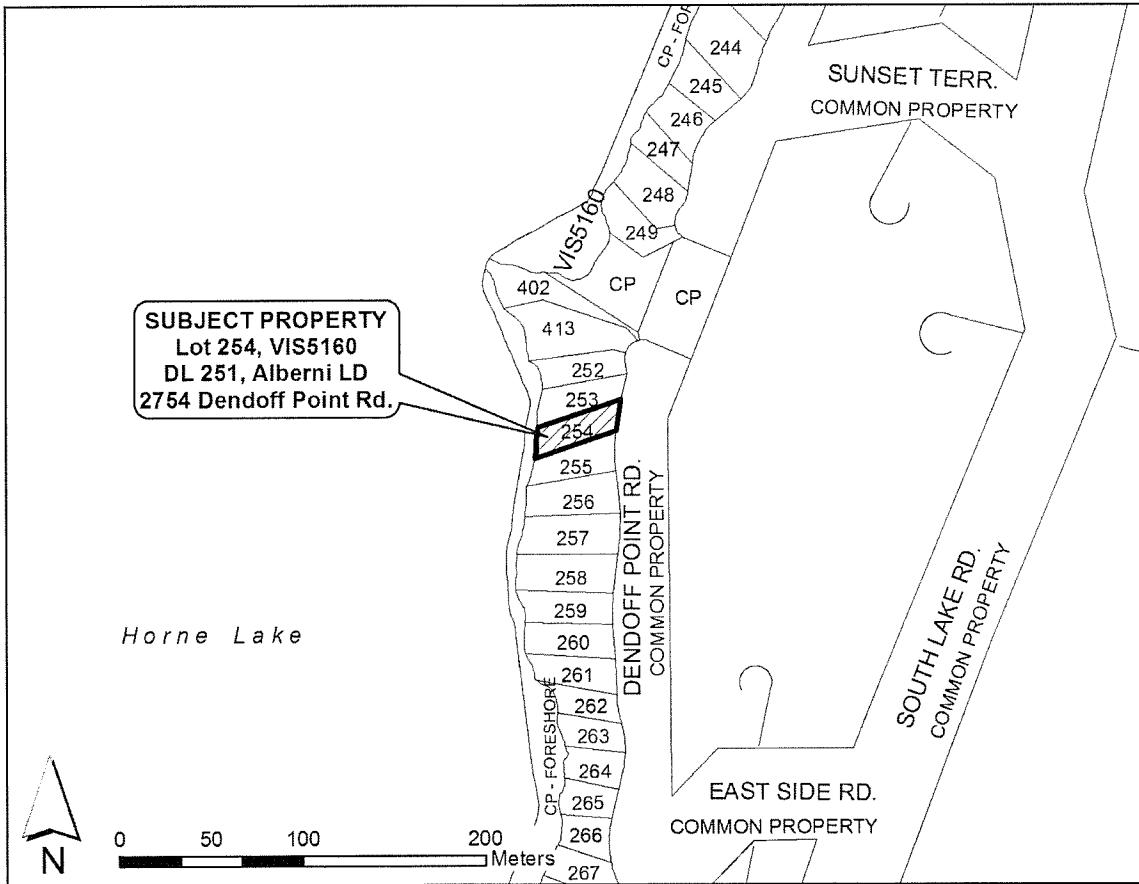 CP - FOR
244
245
246
247
248
249
SUNSET TERR.
COMMON PROPERTY
VIS5160
CP
CP
402
413
SUBJECT PROPERTY
Lot 254, VIS5160
DL 251, Alberni LD
2754 Dendoff Point Rd.
252
253
254
255
256
257
258
259
260
261
262
263
264
265
266
267
DENDOFF POINT RD.
COMMON PROPERTY
SOUTH LAKE RD.
COMMON PROPERTY
Horne Lake
CP - FORESHORE
EAST SIDE RD.
COMMON PROPERTY
N
0 50 100 200
Meters